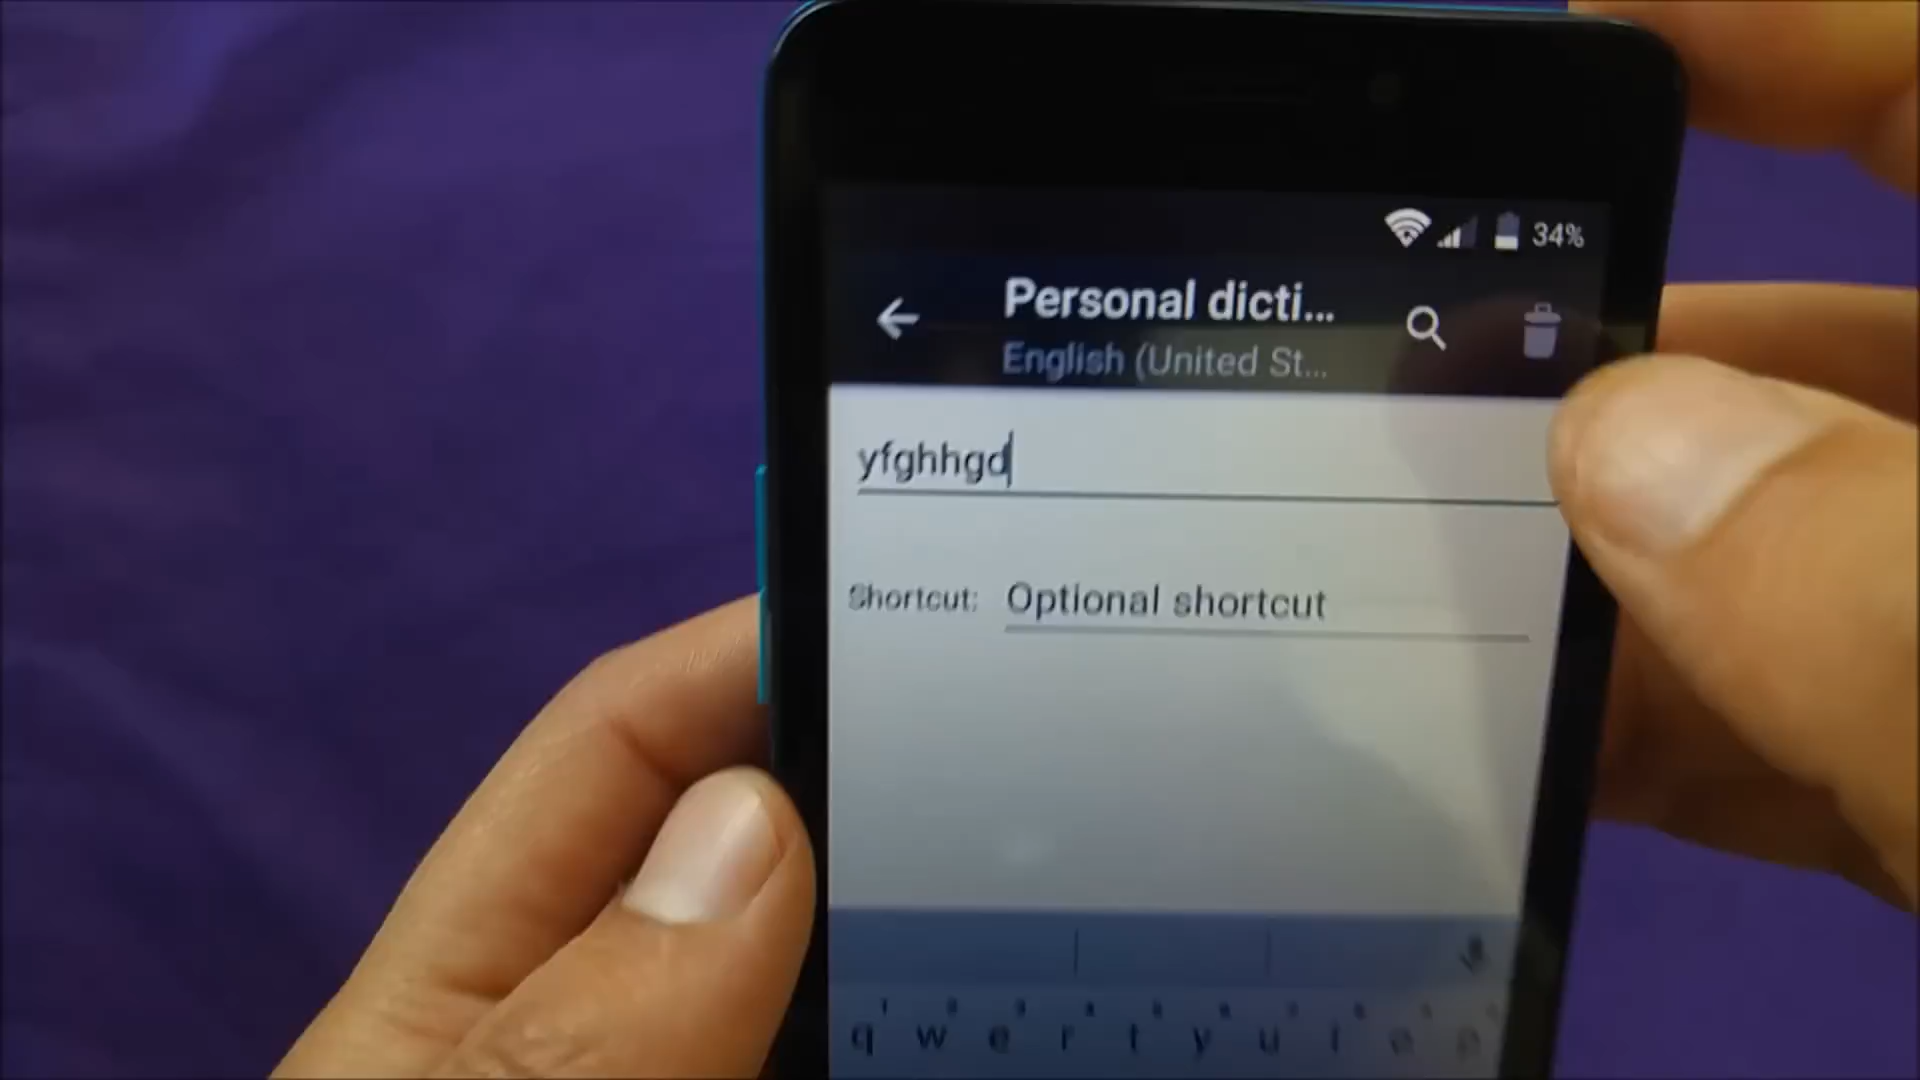 34%
Personal dicti...
English (United St...
yfghhgd
Shortcut: Optional shortcut
q w e r t y u i o p